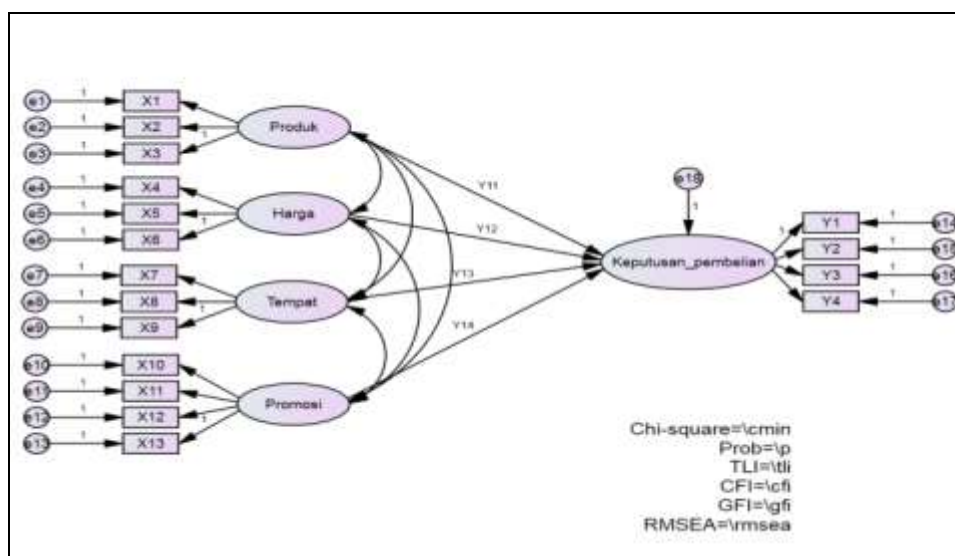 e1 1 X1
e2 1 X2
e3 1 X3
1
Produk
e4 1 X4
e5 1 X5
e6 1 X6
1
Harga
e7 1 X7
e8 1 X8
e9 1 X9
1
Tempat
e10 1 X10
e11 1 X11
e12 1 X12
e13 1 X13
1
Promosi
Y11
Y12
Y13
Y14
e18
1
Keputusan_pembelian
1
Y1 1 e14
Y2 1 e15
Y3 1 e16
Y4 1 e17
Chi-square=\cmin
Prob=\p
TLI=\tli
CFI=\cfi
GFI=\gfi
RMSEA=\rmsea